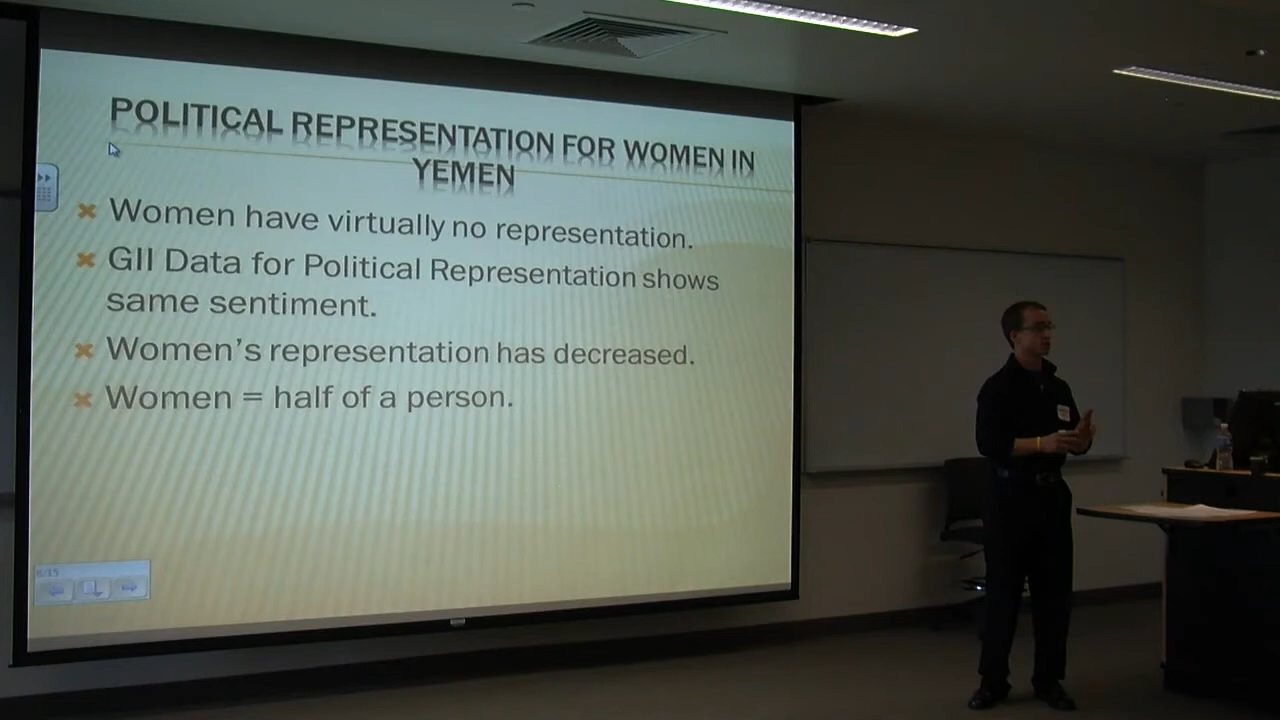 POLITICAL REPRESENTATION FOR WOMEN IN
YEMEN
Women have virtually no representation.
GII Data for Political Representation shows
same sentiment.
Women's representation has decreased.
Women = half of a person.